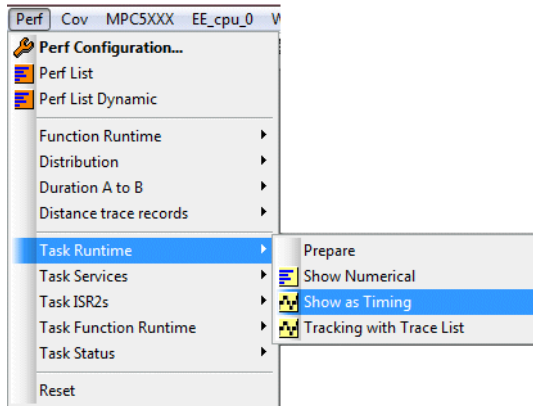 Perf Cov MPC5XXX EE_cpu_0
Perf Configuration...
Perf List
Perf List Dynamic
Function Runtime
Distribution
Duration A to B
Distance trace records
Task Runtime
Task Services
Task ISR2s
Task Function Runtime
Task Status
Reset
Prepare
Show Numerical
Show as Timing
Tracking with Trace List